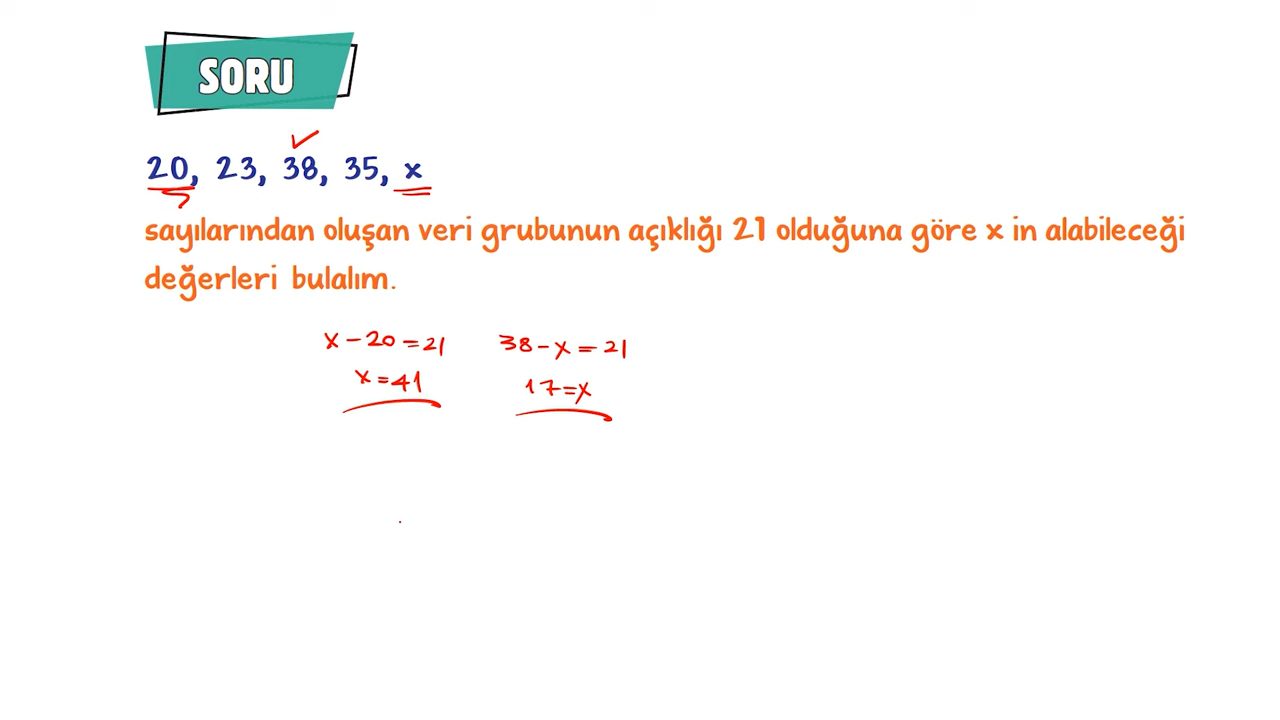 SORU
20, 23, 38, 35, x
sayılarından oluşan veri grubunun açıklığı 21 olduğuna göre x in alabileceği
değerleri bulalım.
x - 20 = 21 38 - x = 21
x = 41 17 = x